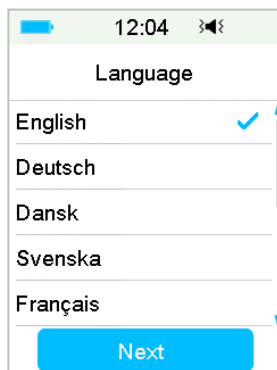 12:04
Language
English
Deutsch
Dansk
Svenska
Français
Next